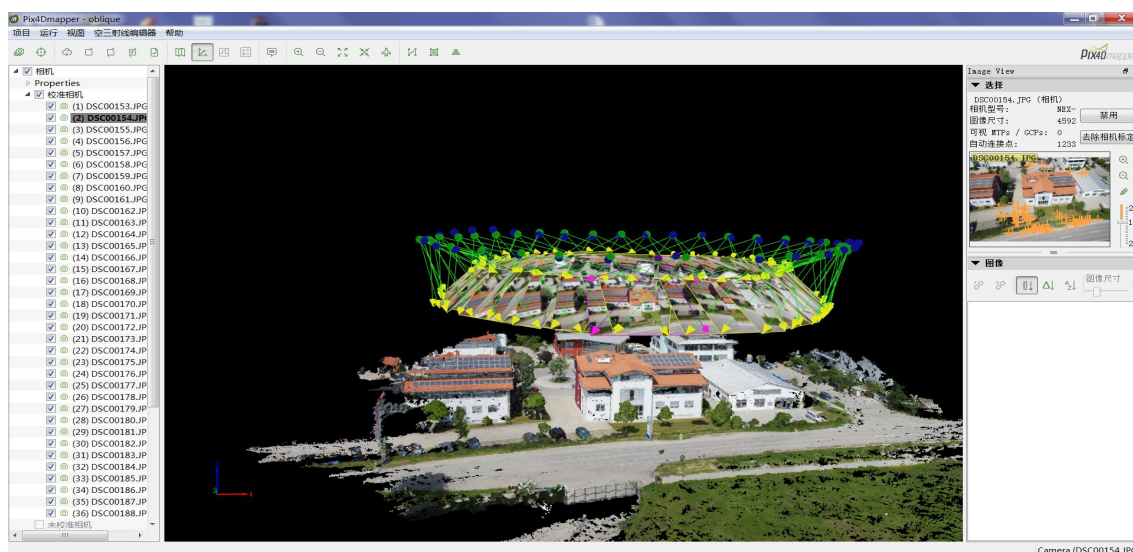 Pix4Dmapper - oblique
项目 运行 视图 空三射线编辑器 帮助
PIX4Dmapper
相机
Properties
校准相机
(1) DSC00153.JPG
(2) DSC00154.JPG
(3) DSC00155.JPG
(4) DSC00156.JPG
(5) DSC00157.JPG
(6) DSC00158.JPG
(7) DSC00159.JPG
(8) DSC00160.JPG
(9) DSC00161.JPG
(10) DSC00162.JP
(11) DSC00163.JP
(12) DSC00164.JP
(13) DSC00165.JP
(14) DSC00166.JP
(15) DSC00167.JP
(16) DSC00168.JP
(17) DSC00169.JP
(18) DSC00170.JP
(19) DSC00171.JP
(20) DSC00172.JP
(21) DSC00173.JP
(22) DSC00174.JP
(23) DSC00175.JP
(24) DSC00176.JP
(25) DSC00177.JP
(26) DSC00178.JP
(27) DSC00179.JP
(28) DSC00180.JP
(29) DSC00181.JP
(30) DSC00182.JP
(31) DSC00183.JP
(32) DSC00184.JP
(33) DSC00185.JP
(34) DSC00186.JP
(35) DSC00187.JP
(36) DSC00188.JP
未校准相机
Image View
选择
DSC00154.JPG (相机)
相机型号: NEX-
图像尺寸: 4592
禁用
可视 MTPs / GCPs: 0
自动连接点: 1233
去除相机标定
DSC00154.JPG
图像
图像尺寸
Camera (DSC00154.JPG